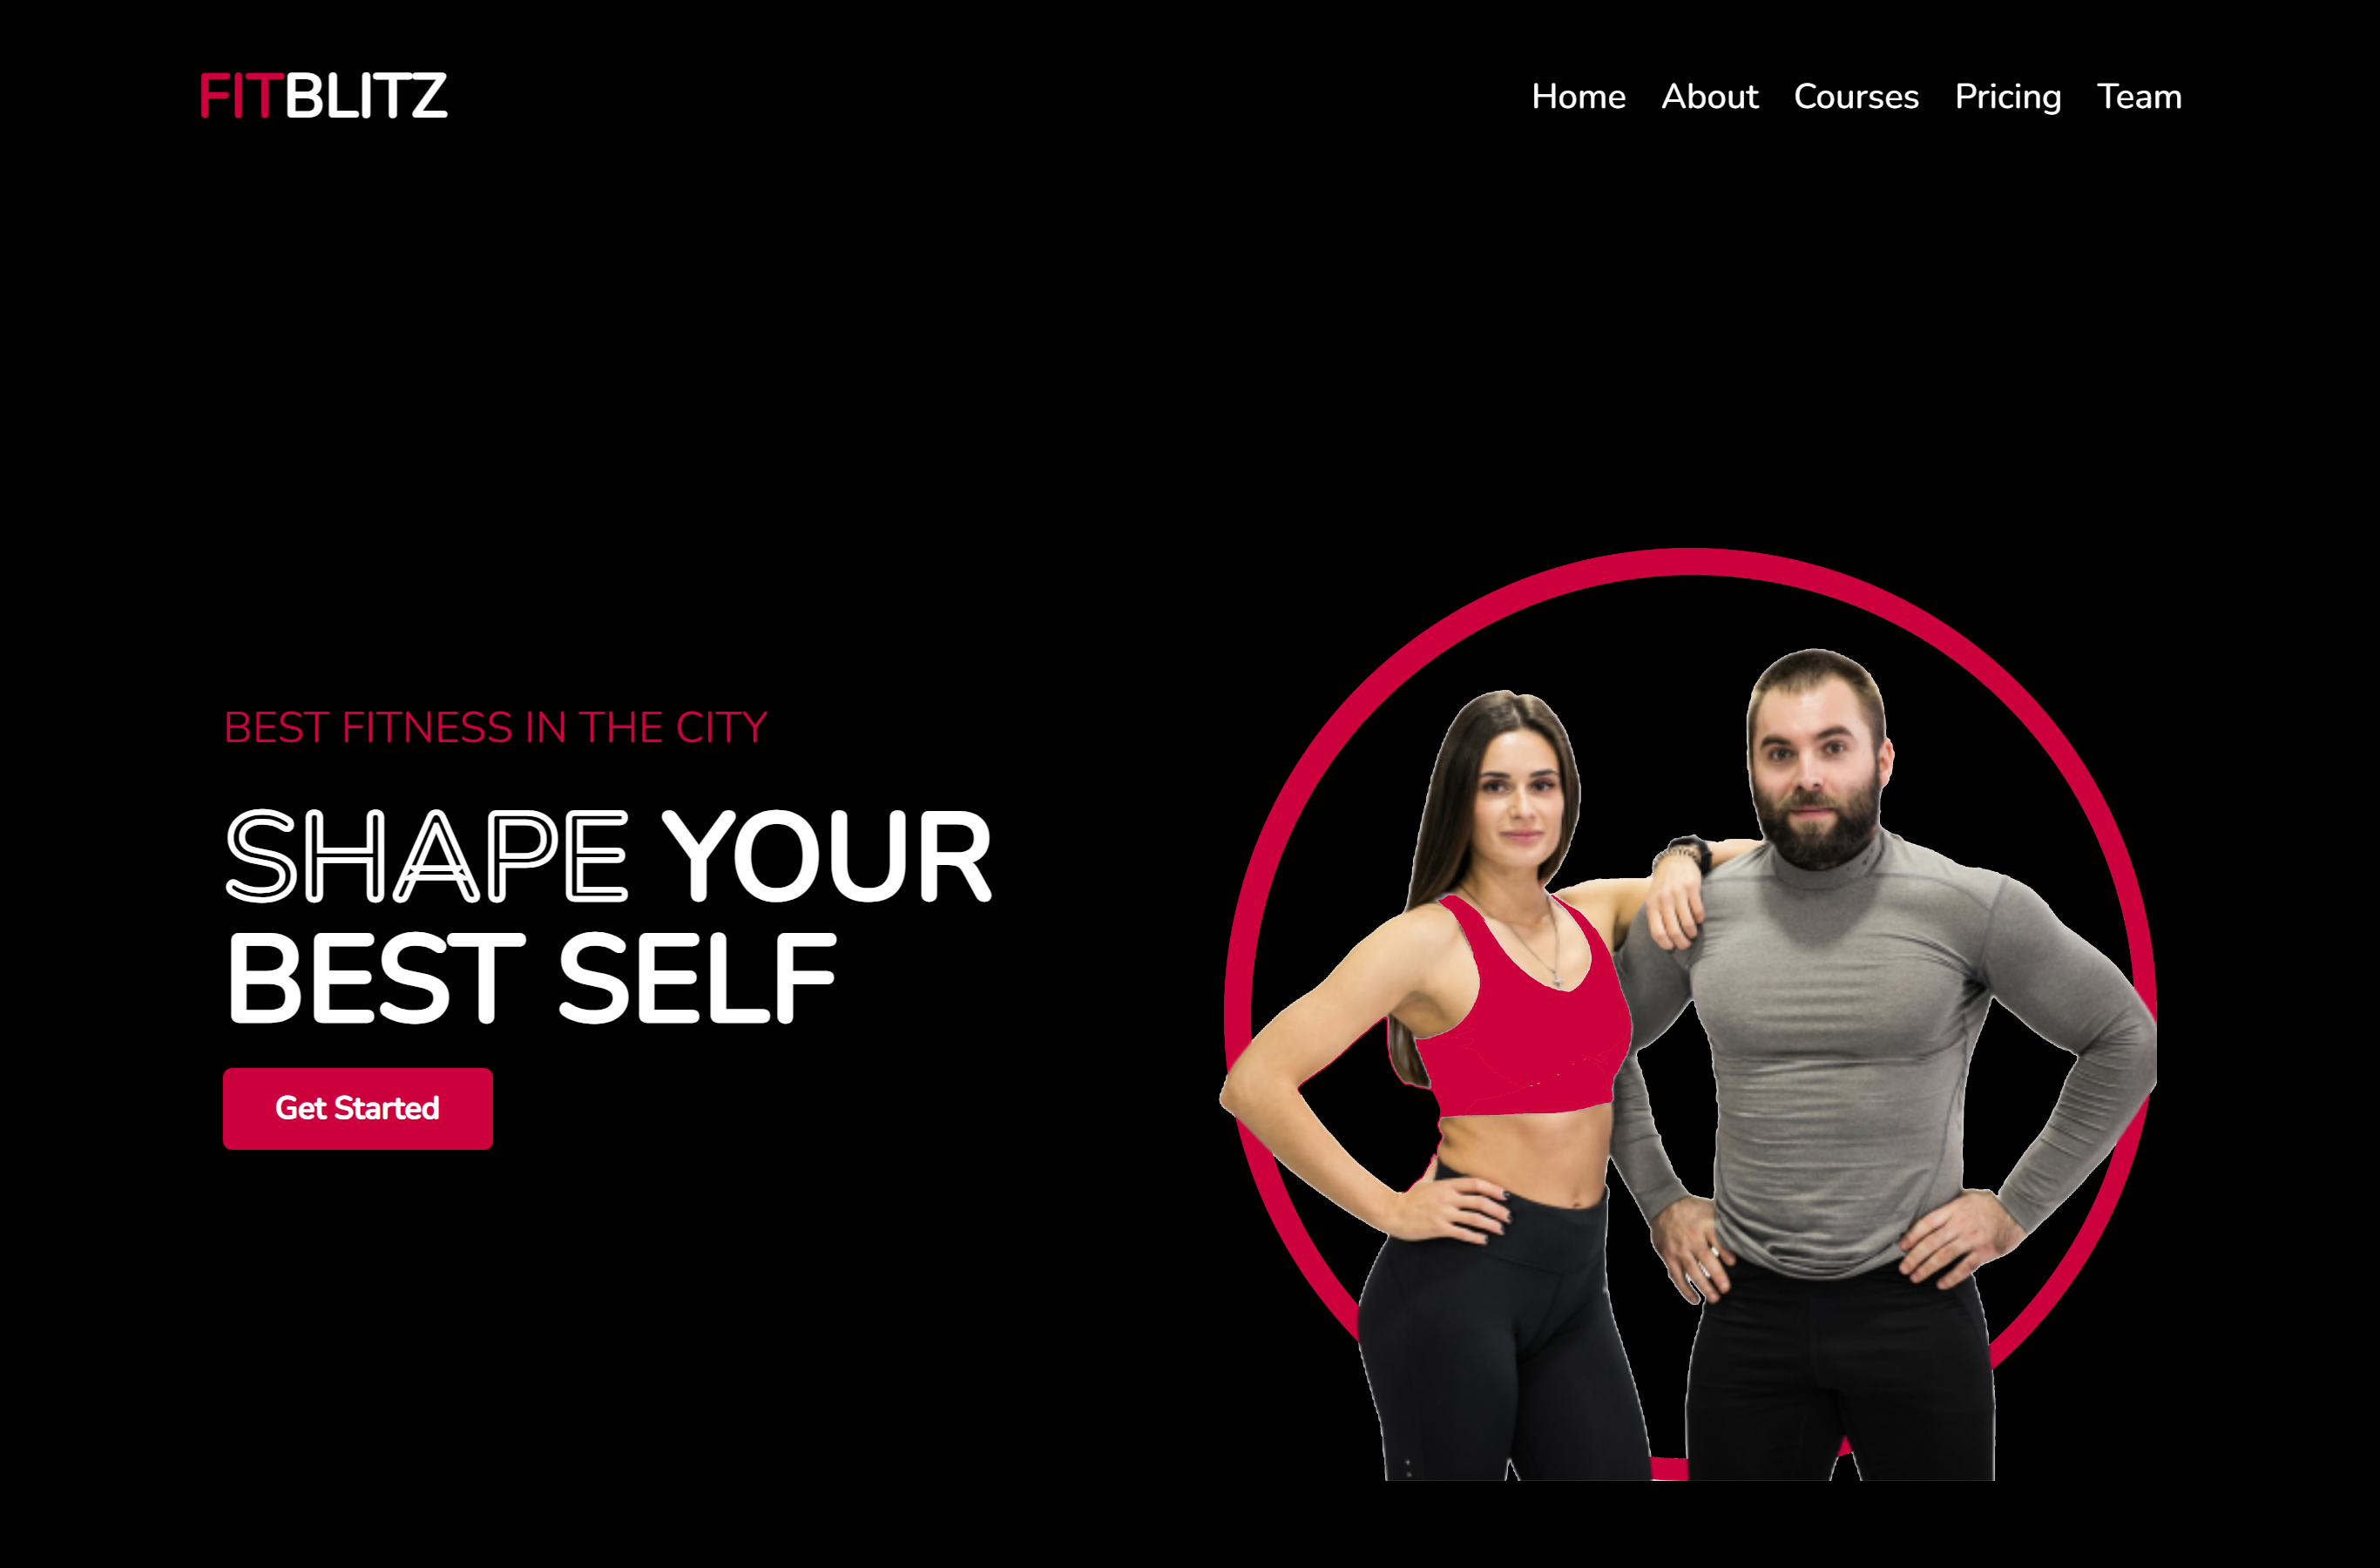 FITBLITZ
Home About Courses Pricing Team
BEST FITNESS IN THE CITY
SHAPE YOUR
BEST SELF
Get Started